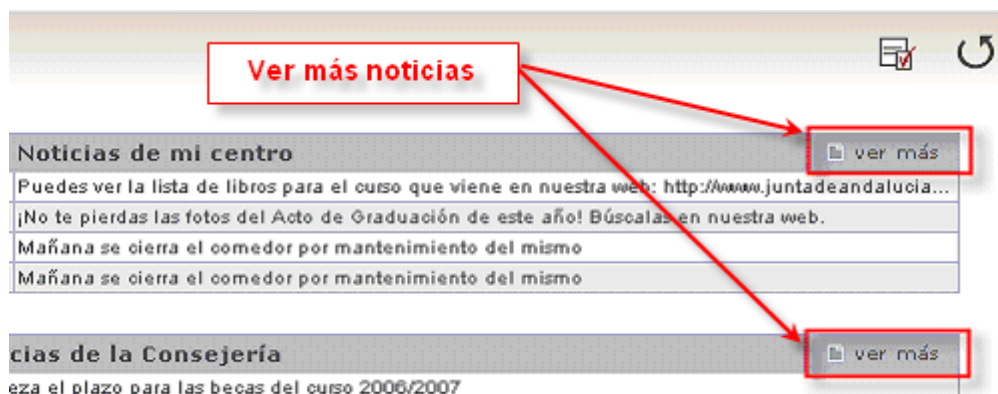 Ver más noticias
Noticias de mi centro
ver más
Puedes ver la lista de libros para el curso que viene en nuestra web: http://www.juntadeandalucia...
¡No te pierdas las fotos del Acto de Graduación de este año! Búscalas en nuestra web.
Mañana se cierra el comedor por mantenimiento del mismo
Mañana se cierra el comedor por mantenimiento del mismo
cias de la Consejería
ver más
eza el plazo para las becas del curso 2006/2007